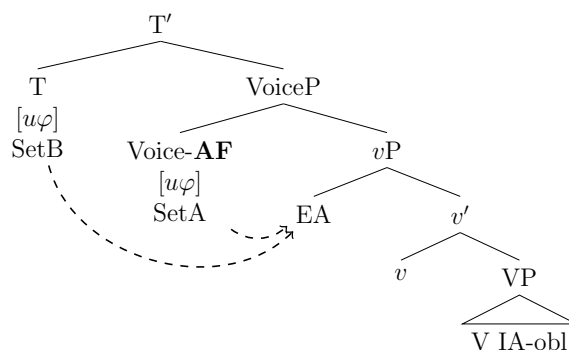 T′
T VoiceP
[uφ]
SetB Voice-AF vP
[uφ]
SetA EA v′
v VP
V IA-obl